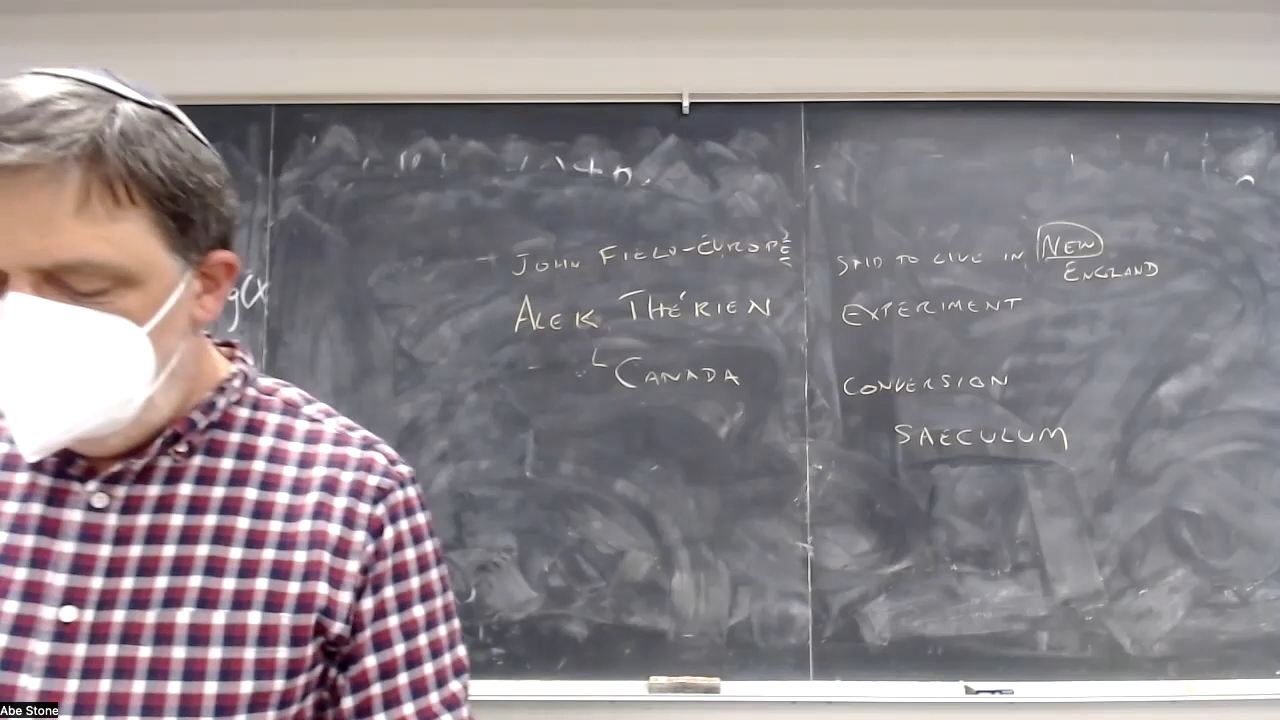 JOHN FIELD-EUROPE
ALEK THÉRIEN
CANADA
SAID TO LIVE IN NEW
ENGLAND
EXPERIMENT
CONVERSION
SAECULUM
Abe Stone